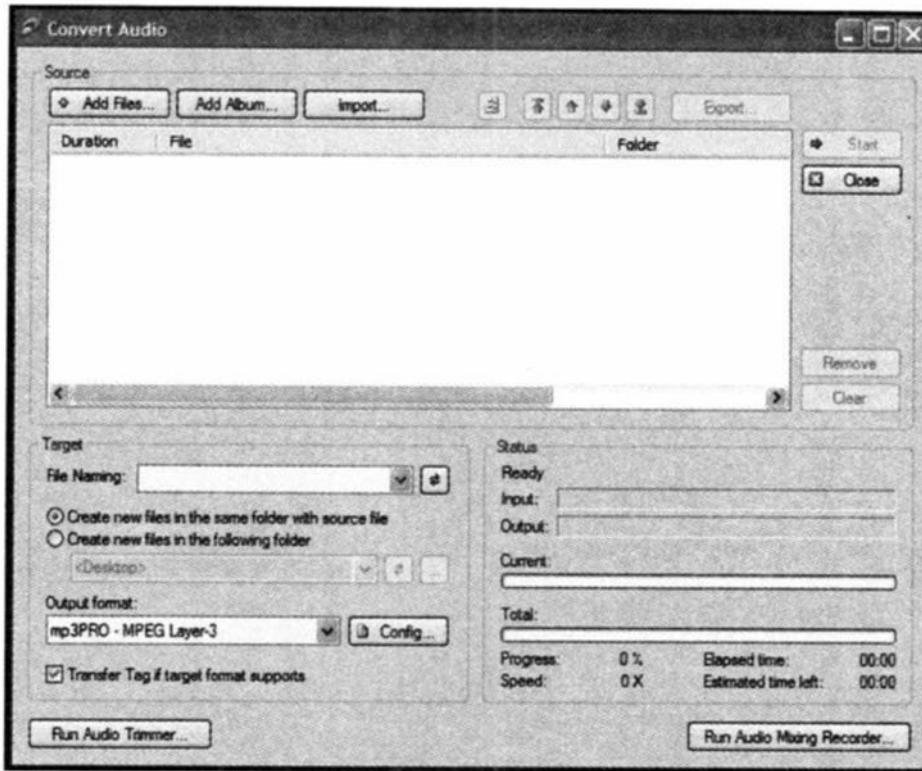 Convert Audio
Source
Add Files... Add Album... Import... Export...
Duration File Folder
Start
Close
Remove
Clear
Target
File Naming:
Create new files in the same folder with source file
Create new files in the following folder
<Desktop>
...
Output format:
mp3PRO - MPEG Layer-3 Config...
Transfer Tag if target format supports
Status
Ready
Input:
Output:
Current:
Total:
Progress: 0 % Elapsed time: 00:00
Speed: 0 X Estimated time left: 00:00
Run Audio Trimmer... Run Audio Mixing Recorder...